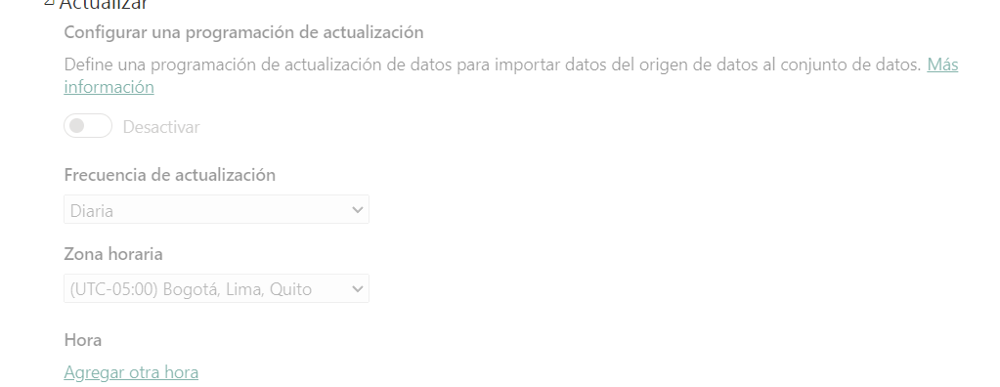 Actualizar
Configurar una programación de actualización
Define una programación de actualización de datos para importar datos del origen de datos al conjunto de datos. Más
información
Desactivar
Frecuencia de actualización
Diaria
Zona horaria
(UTC-05:00) Bogotá, Lima, Quito
Hora
Agregar otra hora